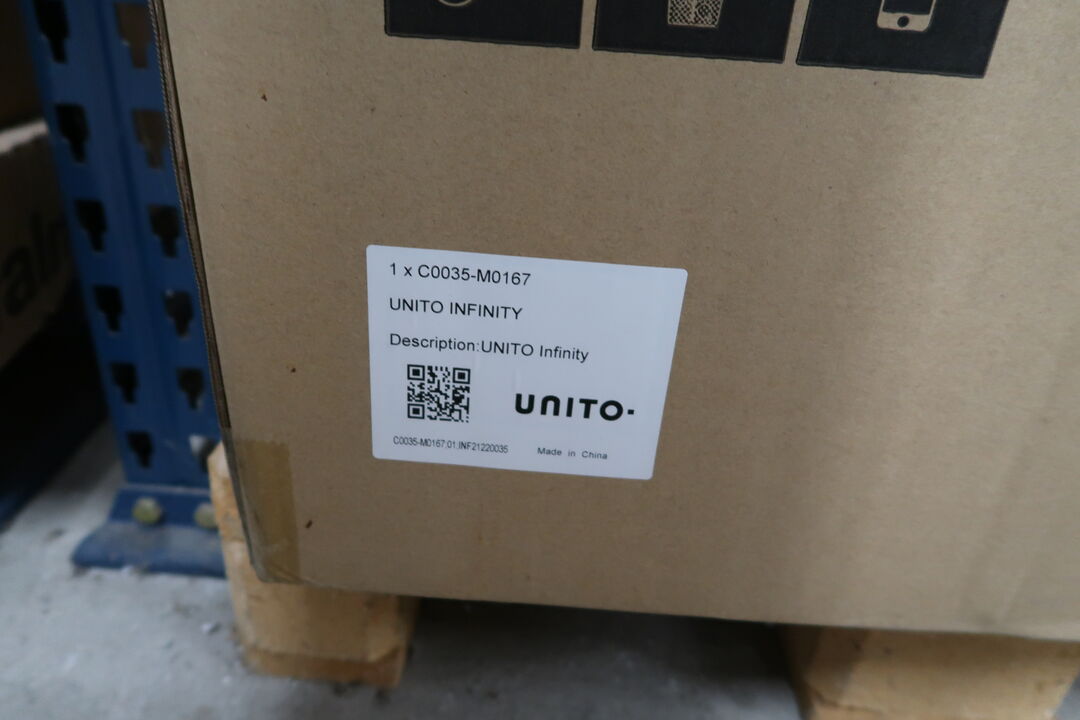 1 x C0035-M0167
UNITO INFINITY
Description:UNITO Infinity
UNITO
C0035-M0167;01;INF21220035
Made in China